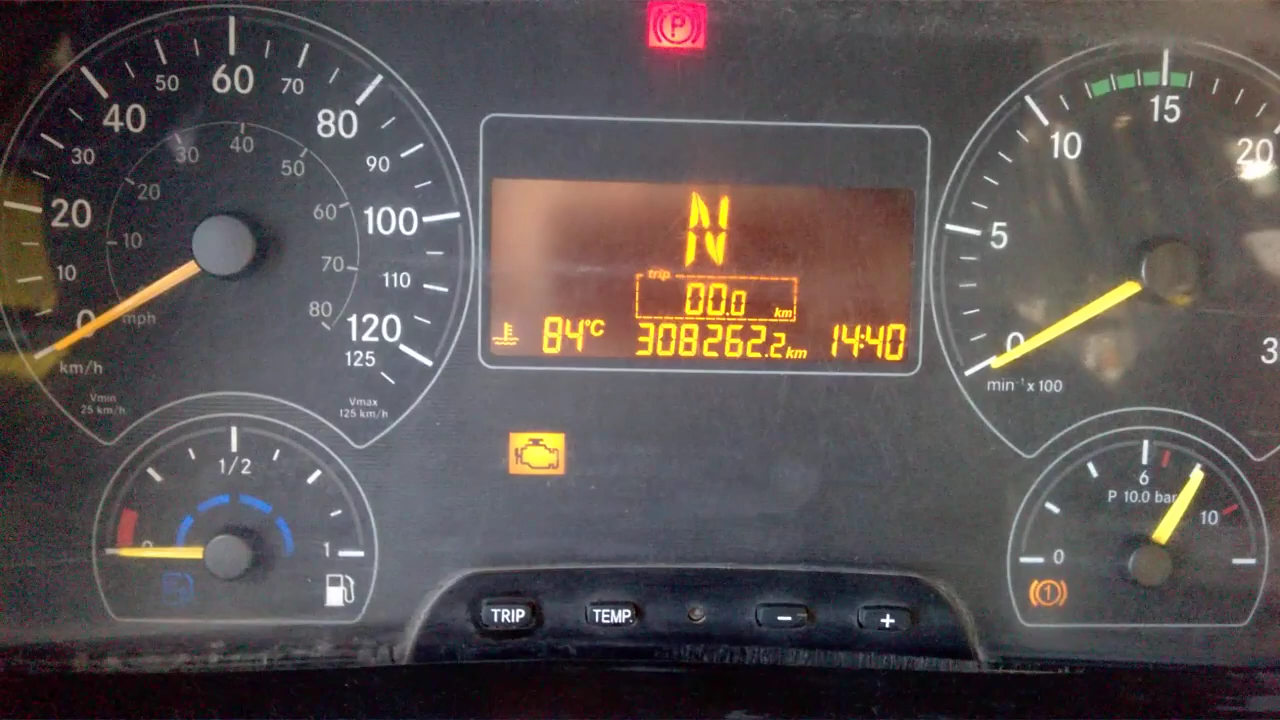 P
50
60
70
40
80
30
90
20
100
10
110
0
120
125
km/h
30
40
50
20
60
10
70
mph
80
Vmin
25 km/h
Vmax
125 km/h
N
trip
00.0 km
84°C
308262.2 km
14:40
10
15
20
5
0
3
min⁻¹ x 100
1/2
0
1
6
P 10.0 bar
10
0
1
TRIP
TEMP.
-
+